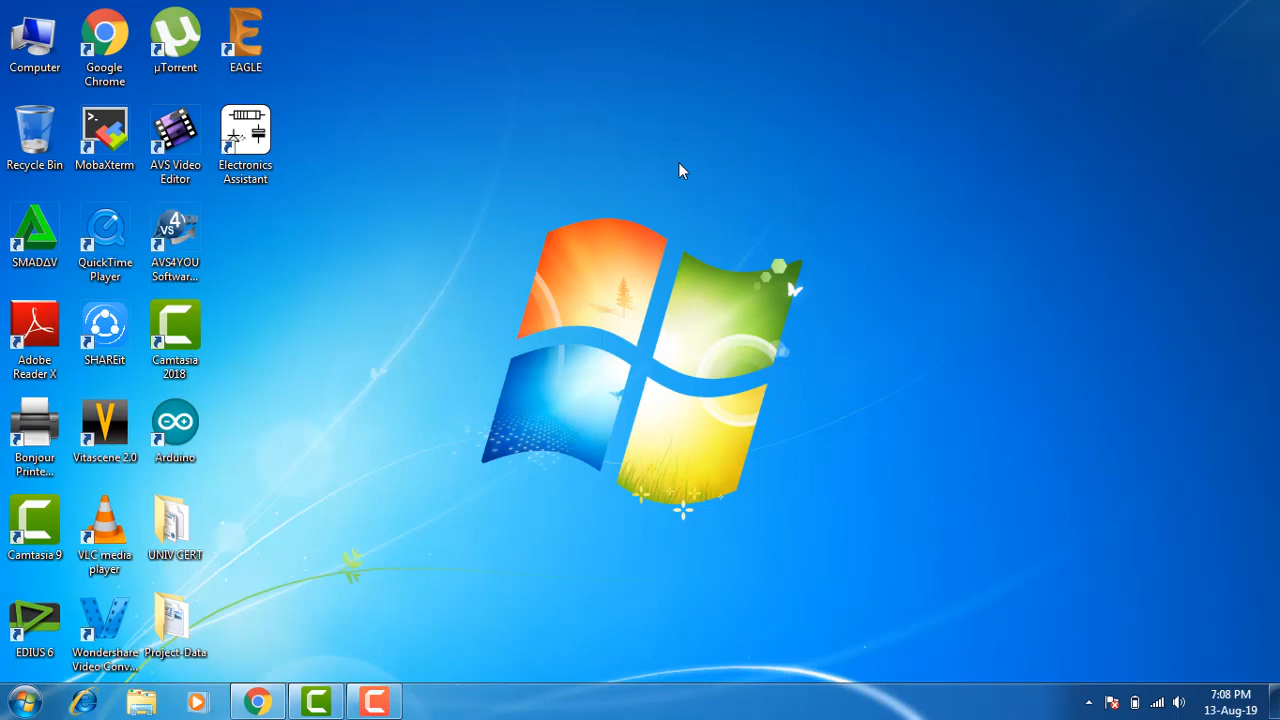 Computer
Google
Chrome
µTorrent
EAGLE
Recycle Bin
MobaXterm
AVS Video
Editor
Electronics
Assistant
SMADΔV
QuickTime
Player
AVS4YOU
Softwar...
Adobe
Reader X
SHAREit
Camtasia
2018
Bonjour
Printe...
Vitascene 2.0
Arduino
Camtasia 9
VLC media
player
UNIV CERT
EDIUS 6
Wondershare
Video Conv...
Project-Data
7:08 PM
13-Aug-19